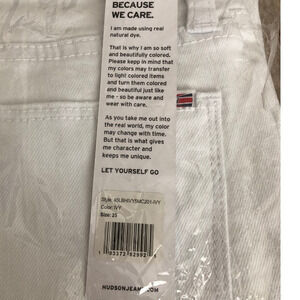 BECAUSE
WE CARE.
I am made using real
natural dye.
That is why I am so soft
and beautifully colored.
Please kepp in mind that
my colors may transfer
to light colored items
and turn them colored
and beautiful just like
me - so be aware and
wear with care.
As you take me out into
the real world, my color
may change with time.
But that is what gives
me character and
keeps me unique.
LET YOURSELF GO
Color: IVY
Size: 25
HUDSONJEANS.COM